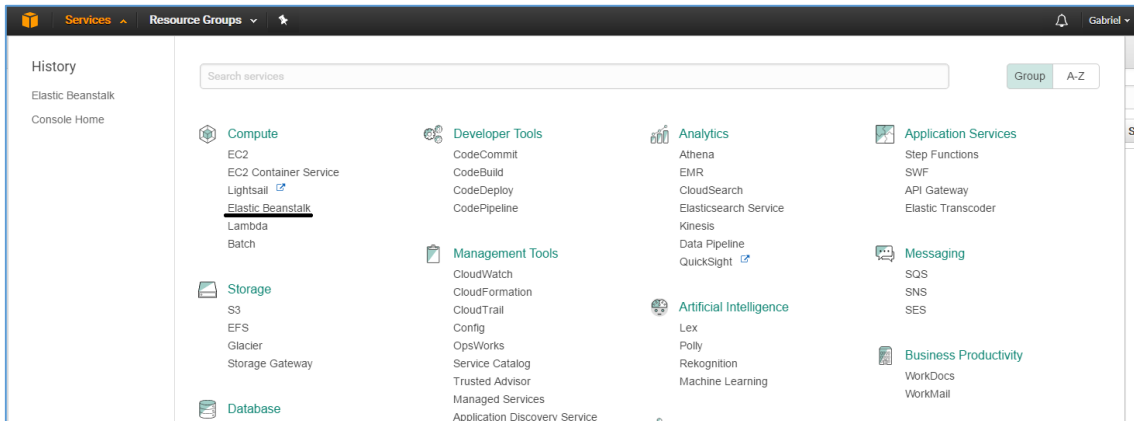 Services
Resource Groups
Gabriel
History
Elastic Beanstalk
Console Home
Search services
Group
A-Z
Compute
EC2
EC2 Container Service
Lightsail
Elastic Beanstalk
Lambda
Batch
Storage
S3
EFS
Glacier
Storage Gateway
Database
Developer Tools
CodeCommit
CodeBuild
CodeDeploy
CodePipeline
Management Tools
CloudWatch
CloudFormation
CloudTrail
Config
OpsWorks
Service Catalog
Trusted Advisor
Managed Services
Application Discovery Service
Analytics
Athena
EMR
CloudSearch
Elasticsearch Service
Kinesis
Data Pipeline
QuickSight
Artificial Intelligence
Lex
Polly
Rekognition
Machine Learning
Application Services
Step Functions
SWF
API Gateway
Elastic Transcoder
Messaging
SQS
SNS
SES
Business Productivity
WorkDocs
WorkMail
S